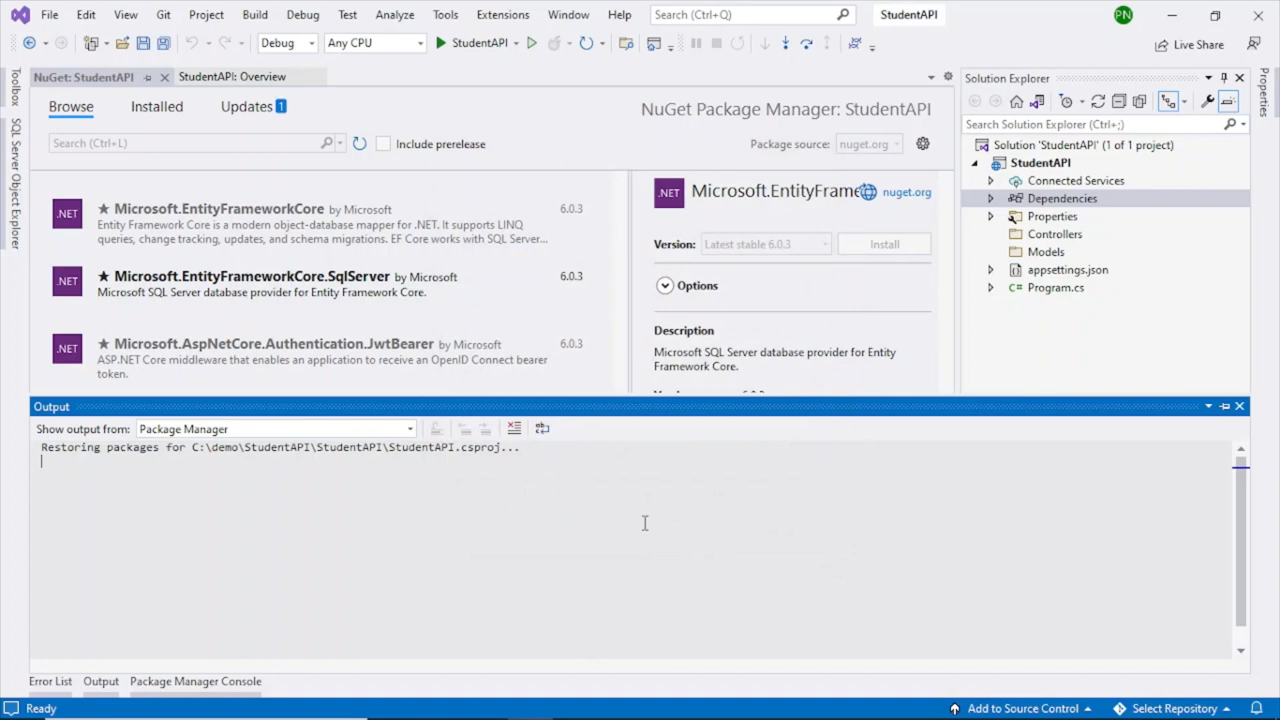 File Edit View Git Project Build Debug Test Analyze Tools Extensions Window Help Search (Ctrl+Q) StudentAPI PN
Debug Any CPU StudentAPI Live Share
NuGet: StudentAPI StudentAPI: Overview
Browse Installed Updates 1 NuGet Package Manager: StudentAPI
Search (Ctrl+L) Include prerelease Package source: nuget.org
.NET Microsoft.EntityFrameworkCore by Microsoft 6.0.3
Entity Framework Core is a modern object-database mapper for .NET. It supports LINQ
queries, change tracking, updates, and schema migrations. EF Core works with SQL Server...
.NET Microsoft.EntityFrameworkCore.SqlServer by Microsoft 6.0.3
Microsoft SQL Server database provider for Entity Framework Core.
.NET Microsoft.AspNetCore.Authentication.JwtBearer by Microsoft 6.0.3
ASP.NET Core middleware that enables an application to receive an OpenID Connect bearer
token.
.NET Microsoft.EntityFrame nuget.org
Version: Latest stable 6.0.3 Install
Options
Description
Microsoft SQL Server database provider for Entity
Framework Core.
Solution Explorer
Search Solution Explorer (Ctrl+;)
Solution 'StudentAPI' (1 of 1 project)
StudentAPI
Connected Services
Dependencies
Properties
Controllers
Models
appsettings.json
C# Program.cs
Toolbox
SQL Server Object Explorer
Properties
Output
Show output from: Package Manager
Restoring packages for C:\demo\StudentAPI\StudentAPI\StudentAPI.csproj...
Error List Output Package Manager Console
Ready Add to Source Control Select Repository